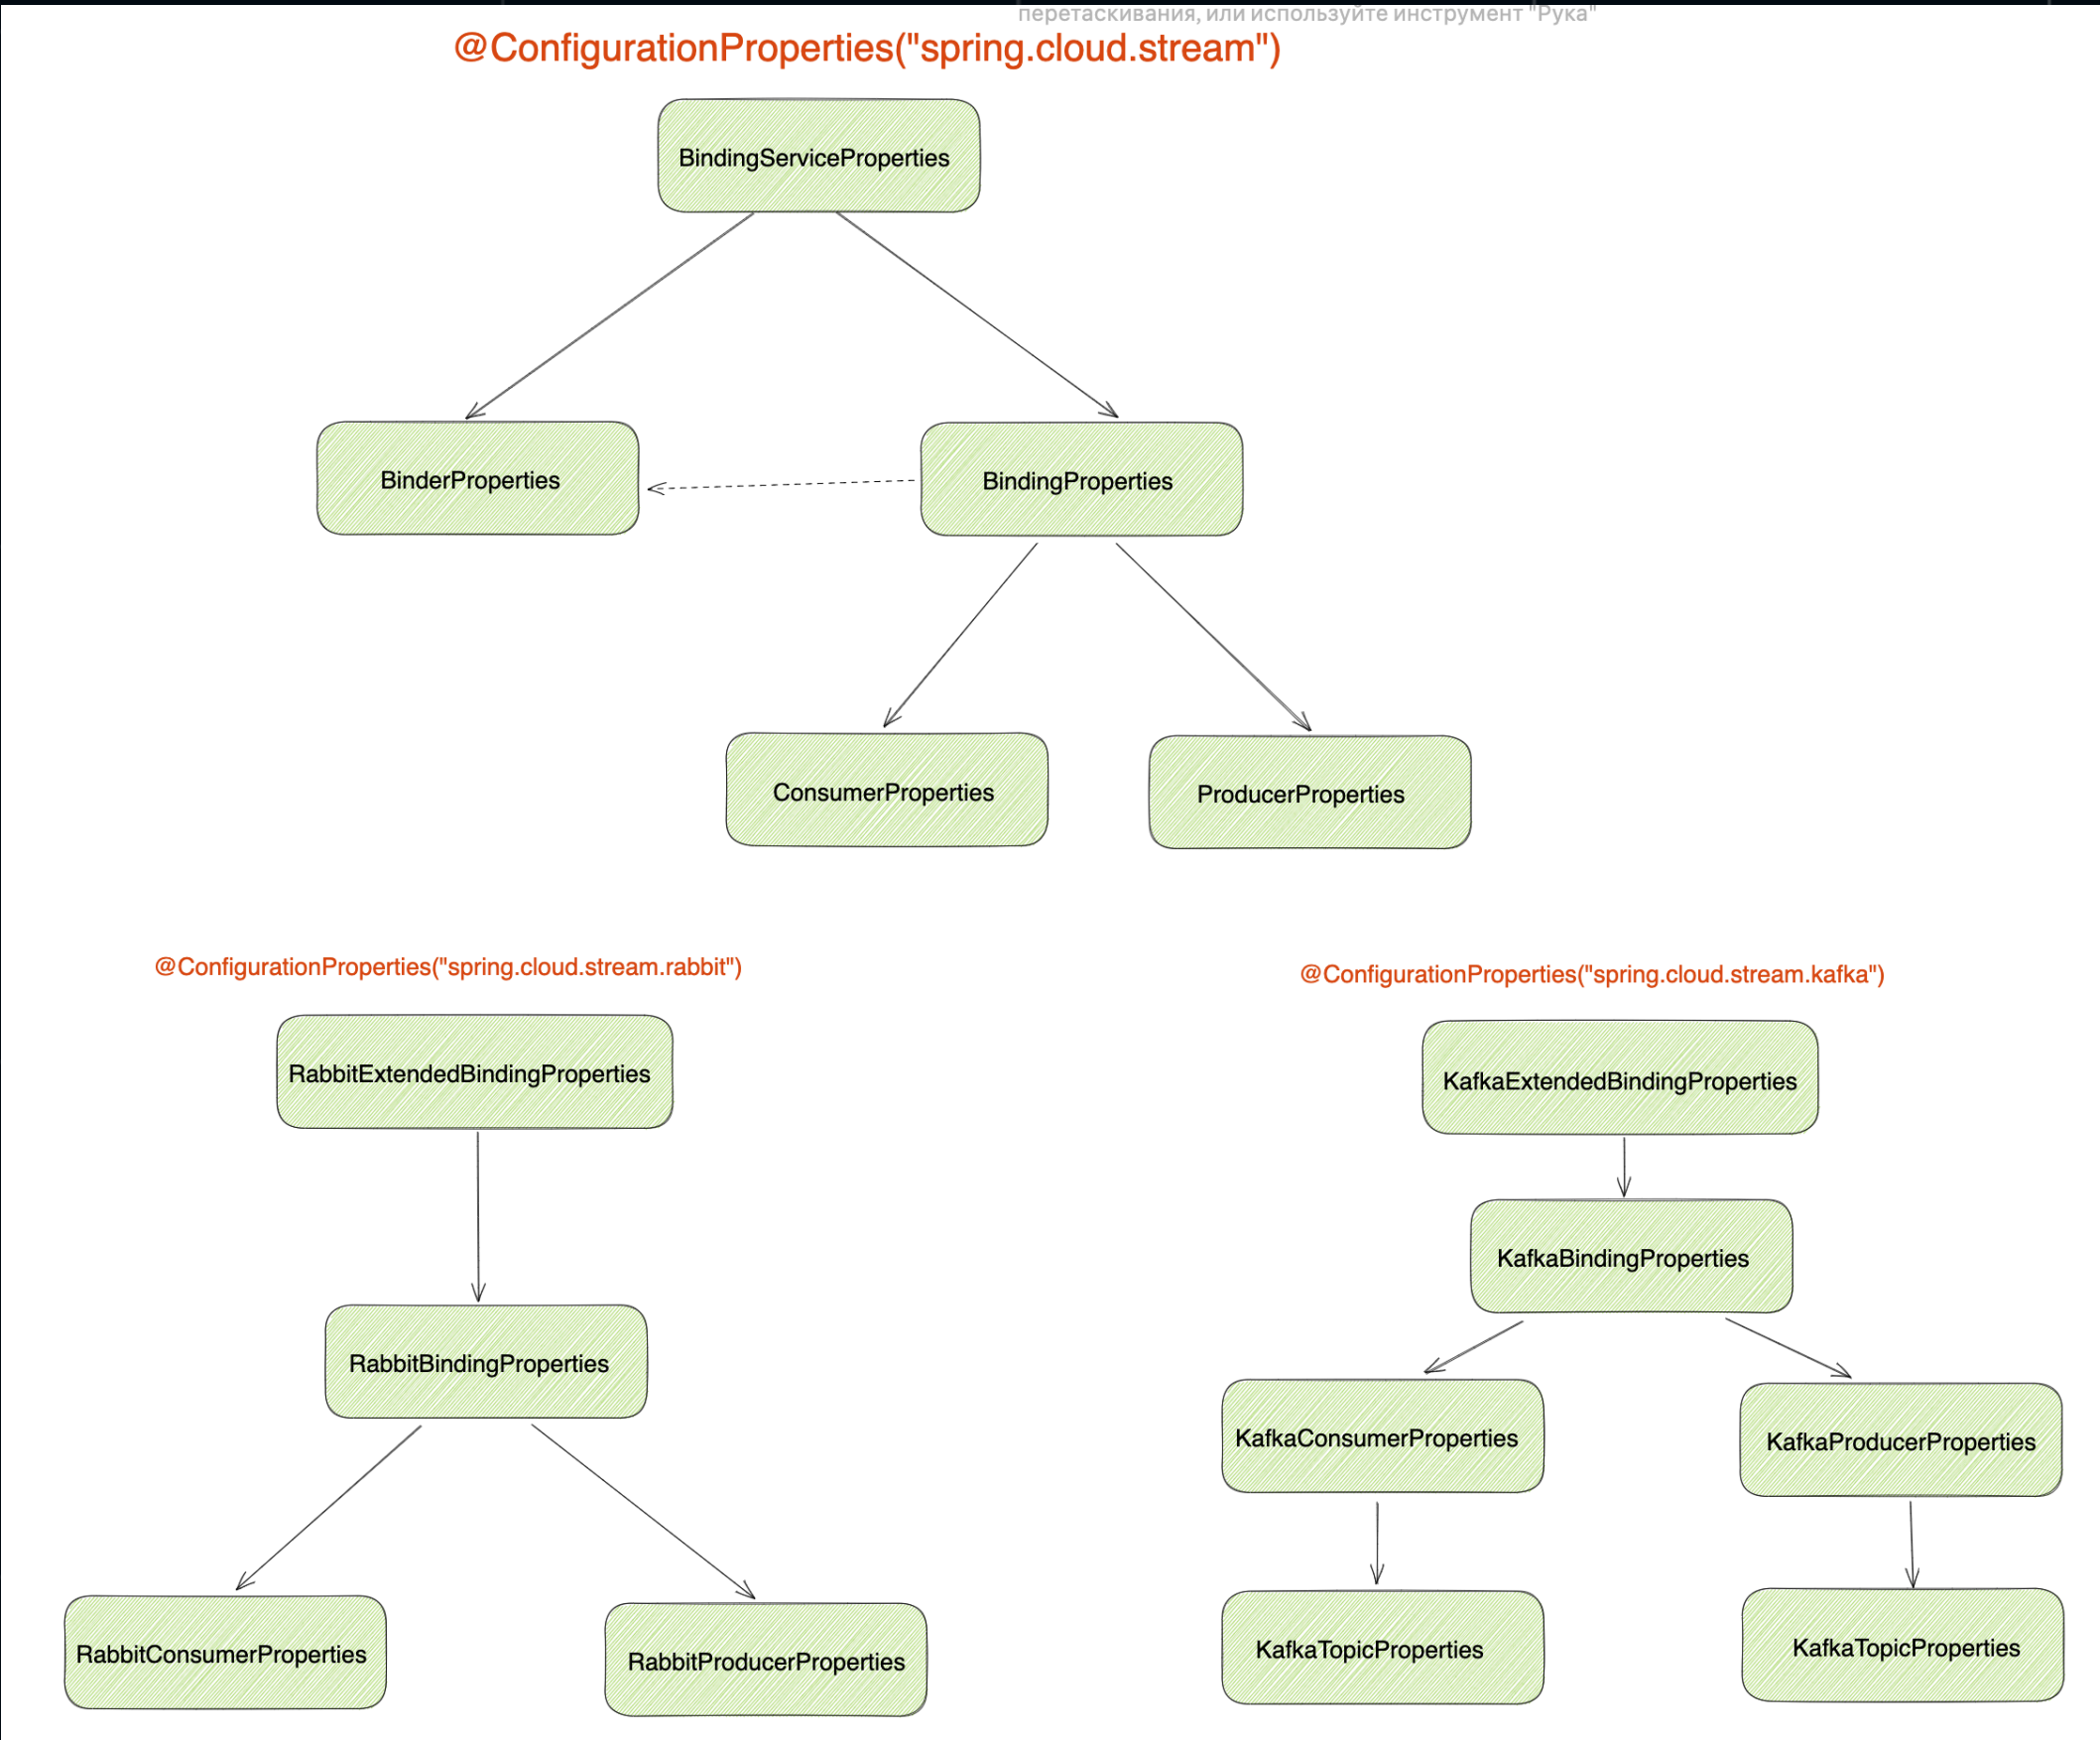 перетаскивания, или используйте инструмент "Рука"
@ConfigurationProperties("spring.cloud.stream")
BindingServiceProperties
BinderProperties
BindingProperties
ConsumerProperties
ProducerProperties
@ConfigurationProperties("spring.cloud.stream.rabbit")
@ConfigurationProperties("spring.cloud.stream.kafka")
RabbitExtendedBindingProperties
KafkaExtendedBindingProperties
KafkaBindingProperties
RabbitBindingProperties
KafkaConsumerProperties
KafkaProducerProperties
RabbitConsumerProperties
RabbitProducerProperties
KafkaTopicProperties
KafkaTopicProperties